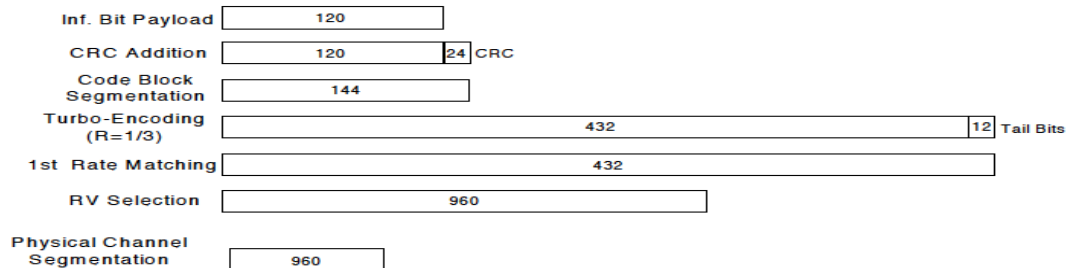 Inf. Bit Payload 120
CRC Addition 120 24 CRC
Code Block
Segmentation 144
Turbo-Encoding
(R=1/3) 432 12 Tail Bits
1st Rate Matching 432
RV Selection 960
Physical Channel
Segmentation 960